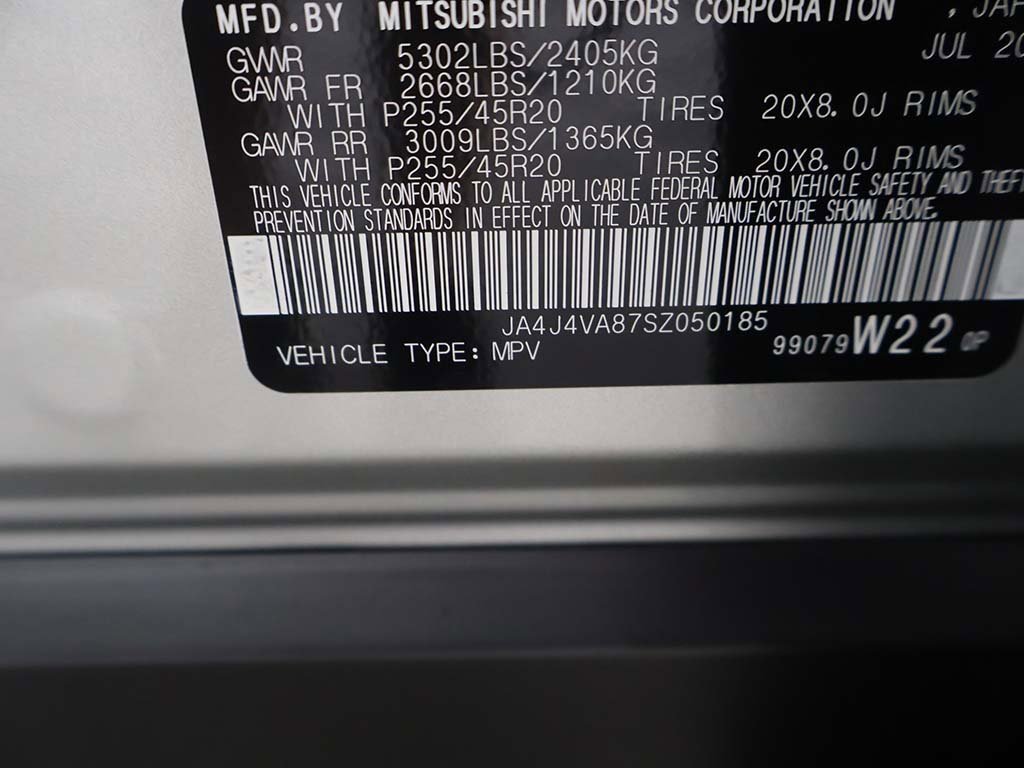 MFD.BY MITSUBISHI MOTORS CORPORATION
GVWR 5302LBS/2405KG JUL
GAWR FR 2668LBS/1210KG
WITH P255/45R20 TIRES 20X8.0J RIMS
GAWR RR 3009LBS/1365KG
WITH P255/45R20 TIRES 20X8.0J RIMS
THIS VEHICLE CONFORMS TO ALL APPLICABLE FEDERAL MOTOR VEHICLE SAFETY AND THEFT
PREVENTION STANDARDS IN EFFECT ON THE DATE OF MANUFACTURE SHOWN ABOVE.
JA4J4VA87SZ050185
VEHICLE TYPE: MPV 99079 W22 0P